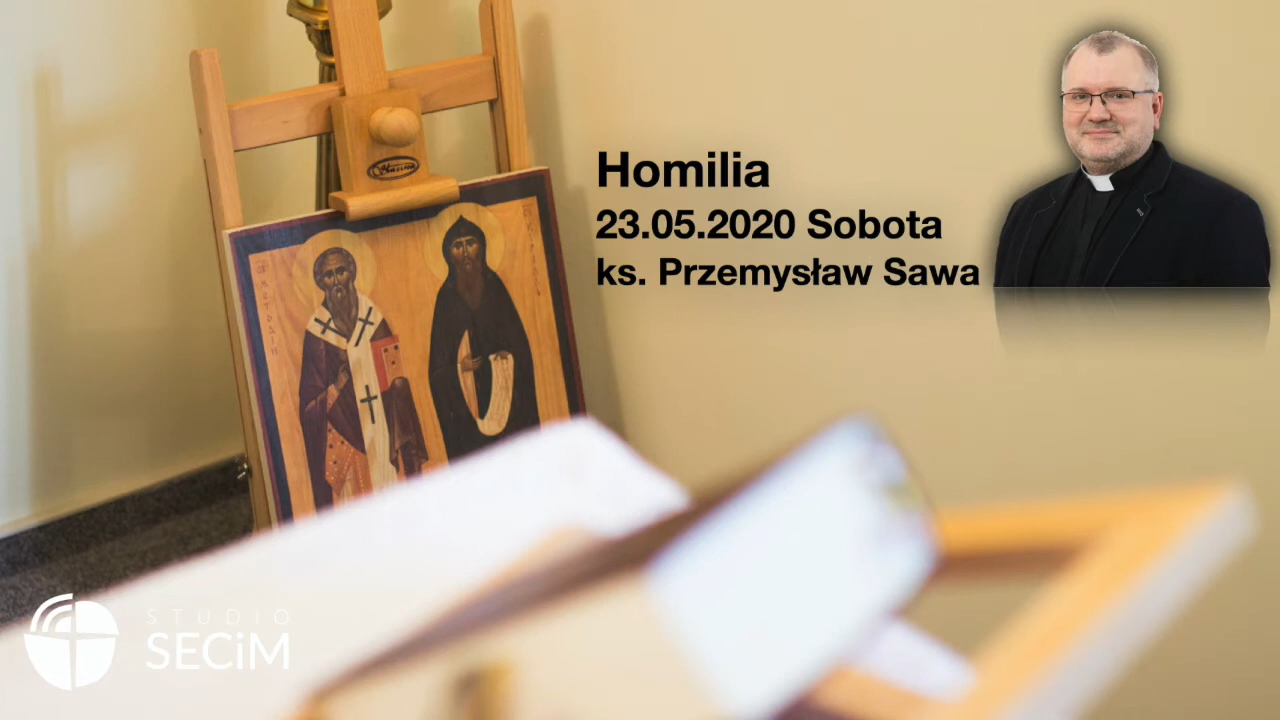 Homilia
23.05.2020 Sobota
ks. Przemysław Sawa
STUDIO
SECiM